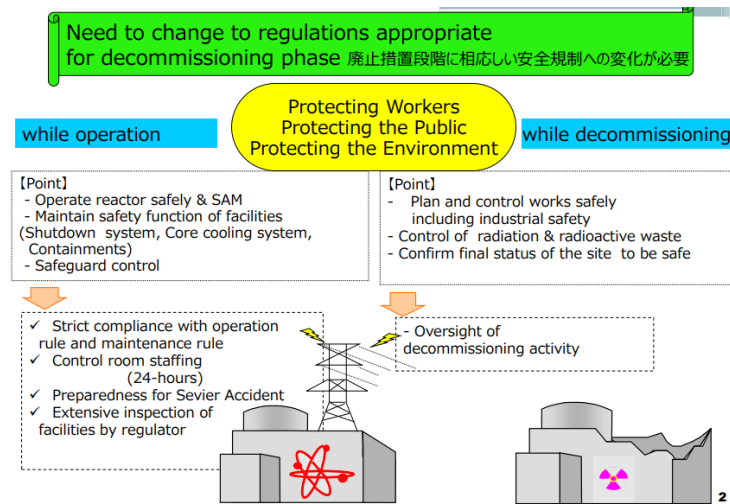 Need to change to regulations appropriate
for decommissioning phase 廃止措置段階に相応しい安全規制への変化が必要
Protecting Workers
Protecting the Public
Protecting the Environment
while operation
while decommissioning
【Point】
- Operate reactor safely & SAM
- Maintain safety function of facilities
(Shutdown system, Core cooling system,
Containments)
- Safeguard control
【Point】
- Plan and control works safely
including industrial safety
- Control of radiation & radioactive waste
- Confirm final status of the site to be safe
✓ Strict compliance with operation
rule and maintenance rule
✓ Control room staffing
(24-hours)
✓ Preparedness for Sevier Accident
✓ Extensive inspection of
facilities by regulator
- Oversight of
decommissioning activity
2